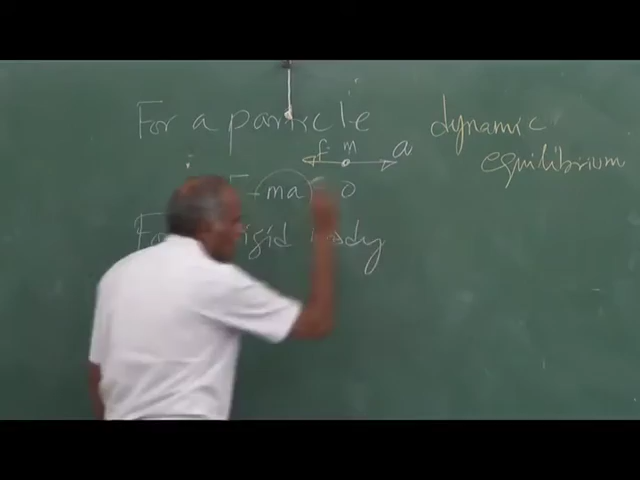 For a particle
dynamic
equilibrium
f m a
F-ma 0
For rigid body